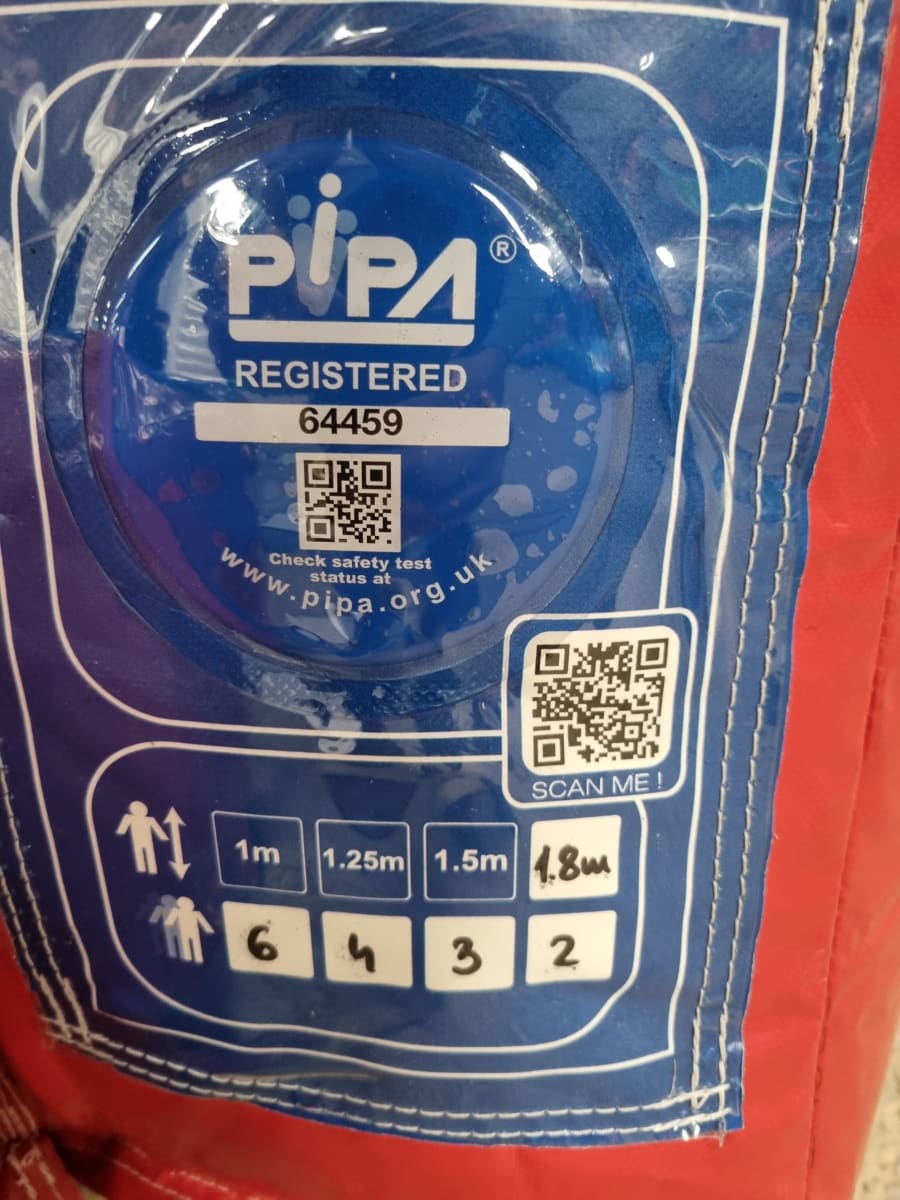 PIPA®
REGISTERED
64459
Check safety test
status at
www.pipa.org.uk
SCAN ME !
1m 1.25m 1.5m 1.8m
6 4 3 2